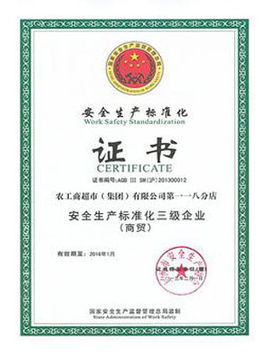 安全生产标准化
Work Safety Standardization
证书
CERTIFICATE
证书编号:AQB III SM(沪)201300012
农工商超市(集团)有限公司第一一八分店
安全生产标准化三级企业
(商贸)
有效期至:2016年1月
国家安全生产监督管理总局监制
State Administration of Work Safety